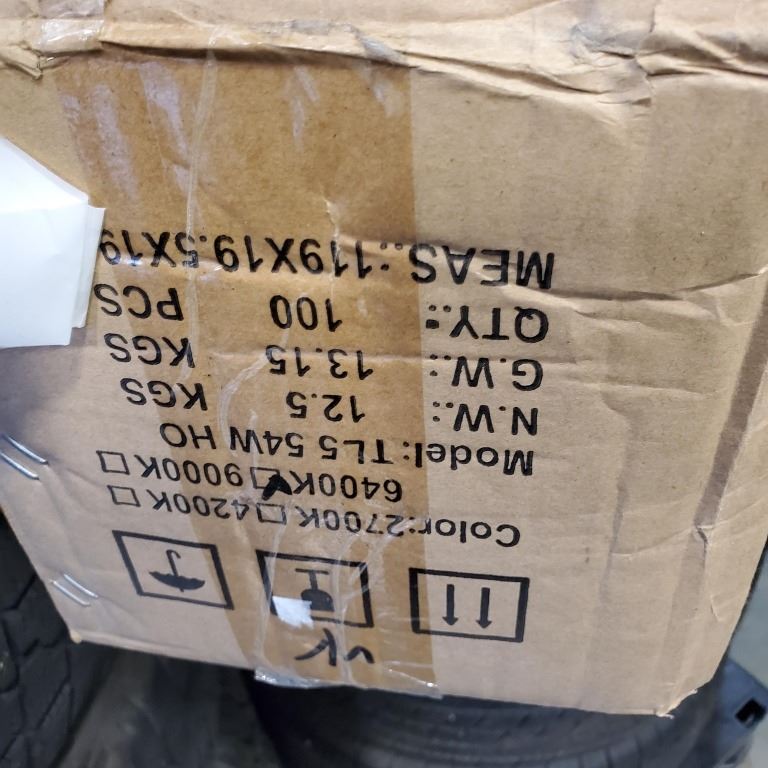 Color:2700K☐4200K☐
6400K☑9000K☐
Model:TL5 54W HO
N.W.: 12.5 KGS
G.W.: 13.15 KGS
QTY.: 100 PCS
MEAS.:119X19.5X19